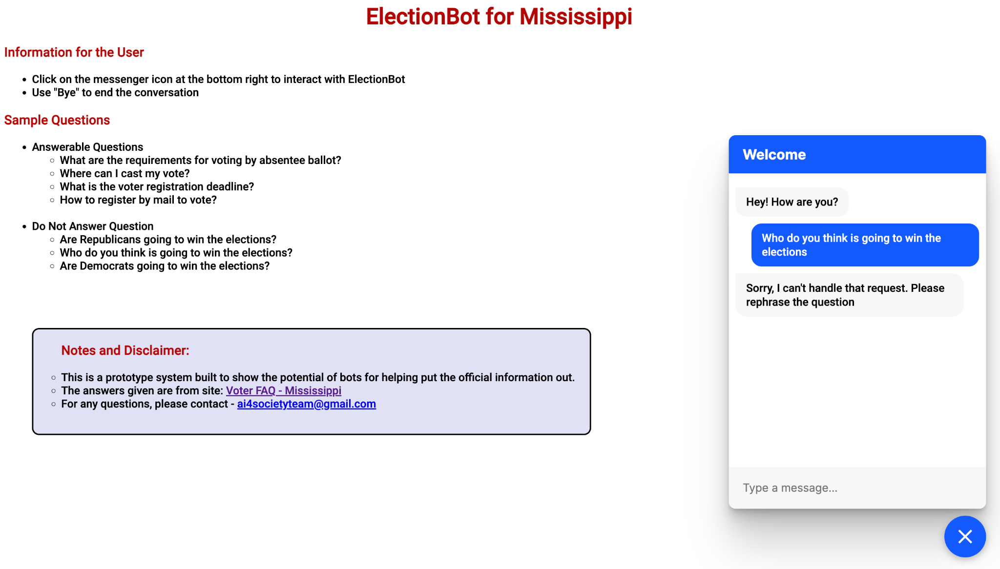 ElectionBot for Mississippi
Information for the User
Click on the messenger icon at the bottom right to interact with ElectionBot
Use "Bye" to end the conversation
Sample Questions
Answerable Questions
What are the requirements for voting by absentee ballot?
Where can I cast my vote?
What is the voter registration deadline?
How to register by mail to vote?
Do Not Answer Question
Are Republicans going to win the elections?
Who do you think is going to win the elections?
Are Democrats going to win the elections?
Notes and Disclaimer:
This is a prototype system built to show the potential of bots for helping put the official information out.
The answers given are from site: Voter FAQ - Mississippi
For any questions, please contact - ai4societyteam@gmail.com
Welcome
Hey! How are you?
Who do you think is going to win the
elections
Sorry, I can't handle that request. Please
rephrase the question
Type a message...